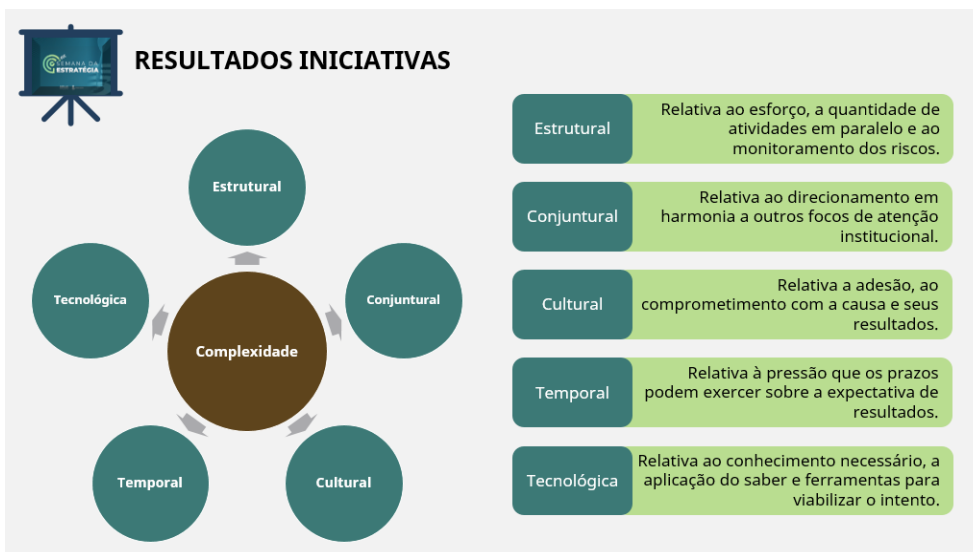 SEMANA DA
ESTRATÉGIA
RESULTADOS INICIATIVAS
Estrutural
Tecnológica
Conjuntural
Complexidade
Temporal
Cultural
Estrutural
Relativa ao esforço, a quantidade de
atividades em paralelo e ao
monitoramento dos riscos.
Conjuntural
Relativa ao direcionamento em
harmonia a outros focos de atenção
institucional.
Cultural
Relativa a adesão, ao
comprometimento com a causa e seus
resultados.
Temporal
Relativa à pressão que os prazos
podem exercer sobre a expectativa de
resultados.
Tecnológica
Relativa ao conhecimento necessário, a
aplicação do saber e ferramentas para
viabilizar o intento.